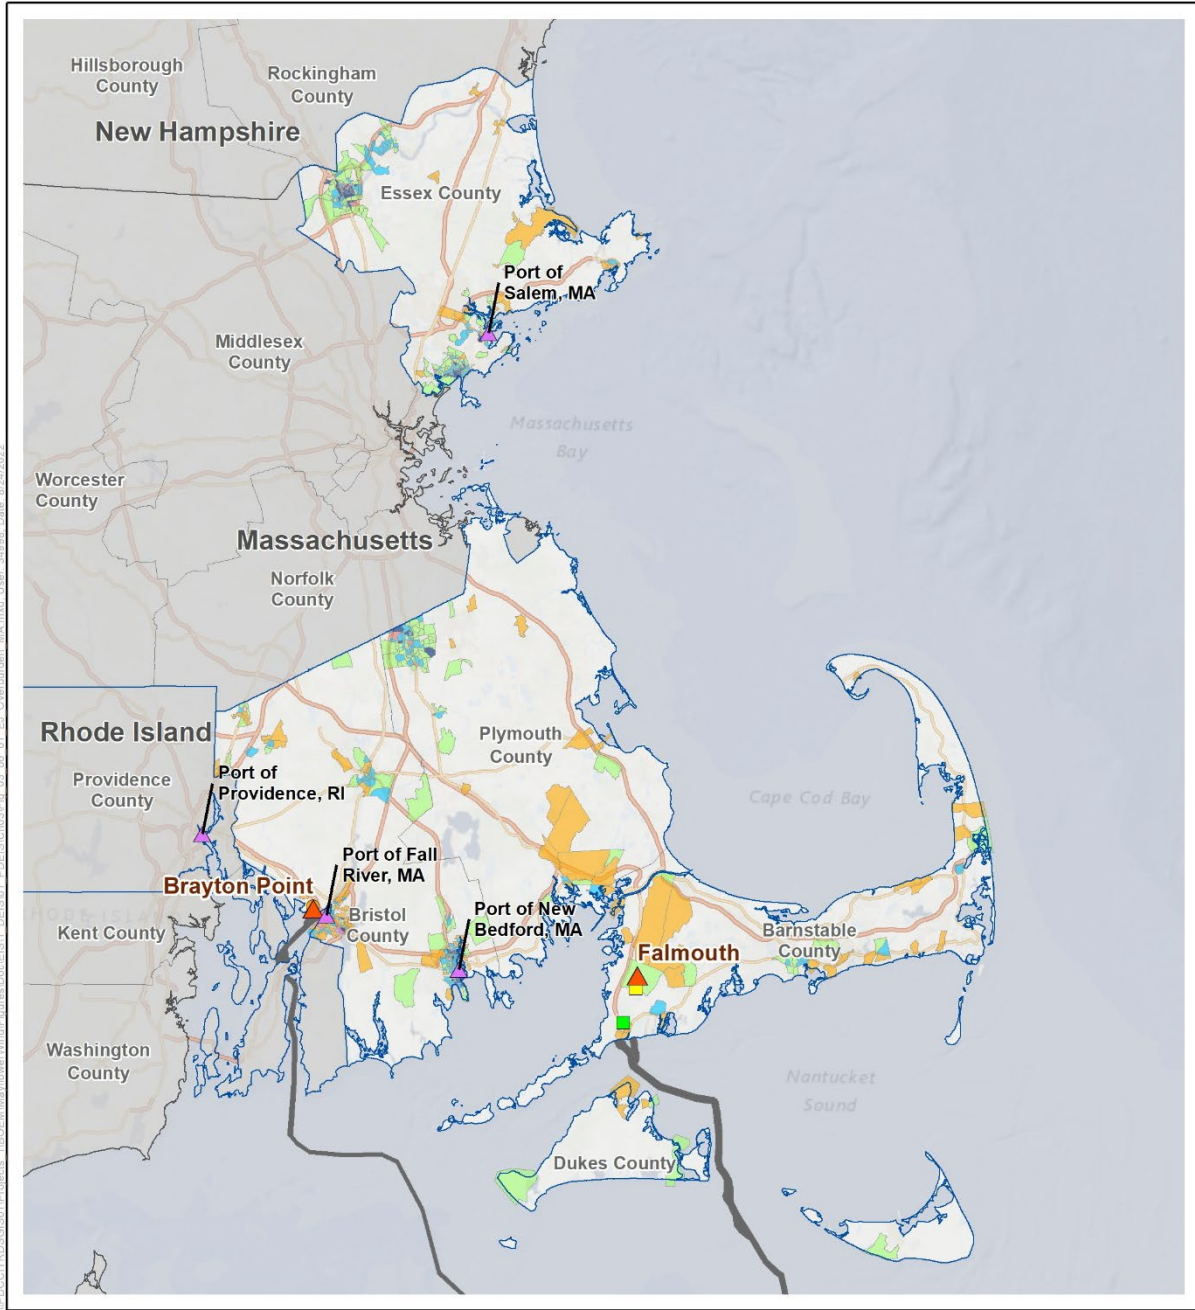 Hillsborough
County
Rockingham
County
New Hampshire
Essex County
Port of
Salem, MA
Middlesex
County
Massachusetts
Bay
Worcester
County
Massachusetts
Norfolk
County
Rhode Island
Plymouth
County
Providence
County
Port of
Providence, RI
Cape Cod Bay
Port of Fall
River, MA
Brayton Point
Kent County
Bristol
County
Port of New
Bedford, MA
Barnstable
County
Falmouth
Washington
County
Nantucket
Sound
Dukes County